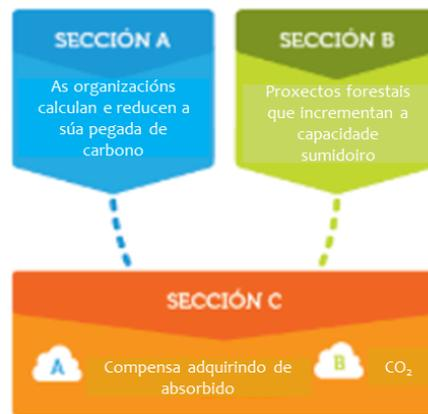 SECCIÓN A
As organizacións
calculan e reducen a
súa pegada de
carbono
SECCIÓN B
Proxectos forestais
que incrementan a
capacidade
sumidoiro
SECCIÓN C
A Compensa adquirindo de B CO₂
absorbido